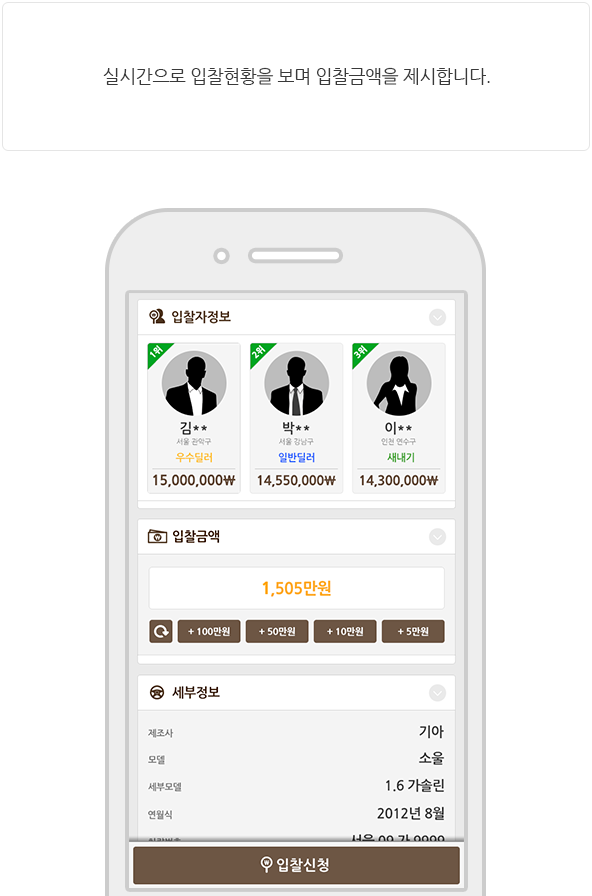 실시간으로 입찰현황을 보며 입찰금액을 제시합니다.
입찰자정보
1위 2위 3위
김** 박** 이**
서울 관악구 서울 강남구 인천 연수구
우수딜러 일반딜러 새내기
15,000,000₩ 14,550,000₩ 14,300,000₩
입찰금액
1,505만원
+ 100만원 + 50만원 + 10만원 + 5만원
세부정보
제조사 기아
모델 소울
세부모델 1.6 가솔린
연월식 2012년 8월
서울 09 가 9999
입찰신청